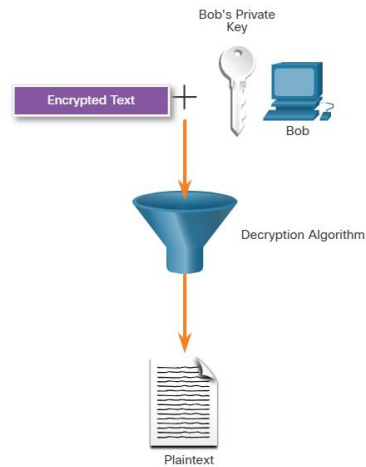 Bob's Private
Key
Encrypted Text
Bob
Decryption Algorithm
Plaintext